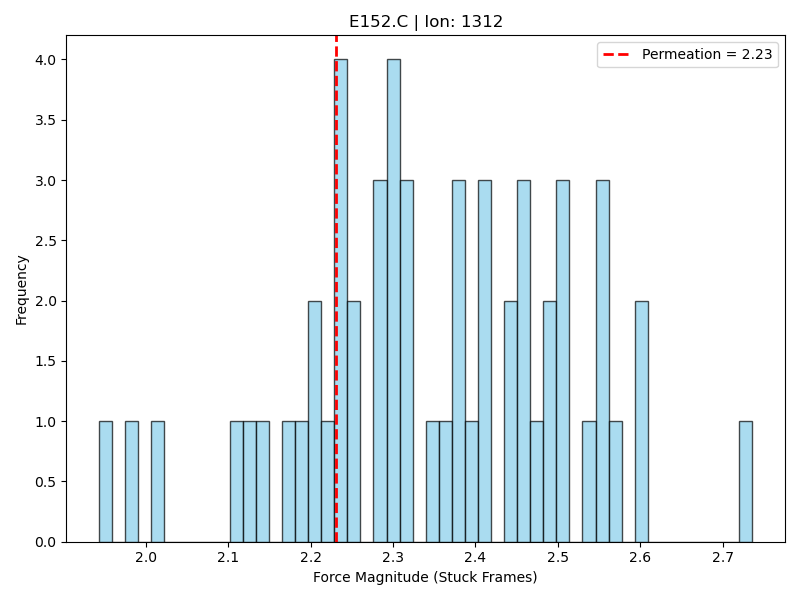 E152.C | Ion: 1312
Permeation = 2.23
4.0
3.5
3.0
2.5
2.0
1.5
1.0
0.5
0.0
Frequency
2.0 2.1 2.2 2.3 2.4 2.5 2.6 2.7
Force Magnitude (Stuck Frames)